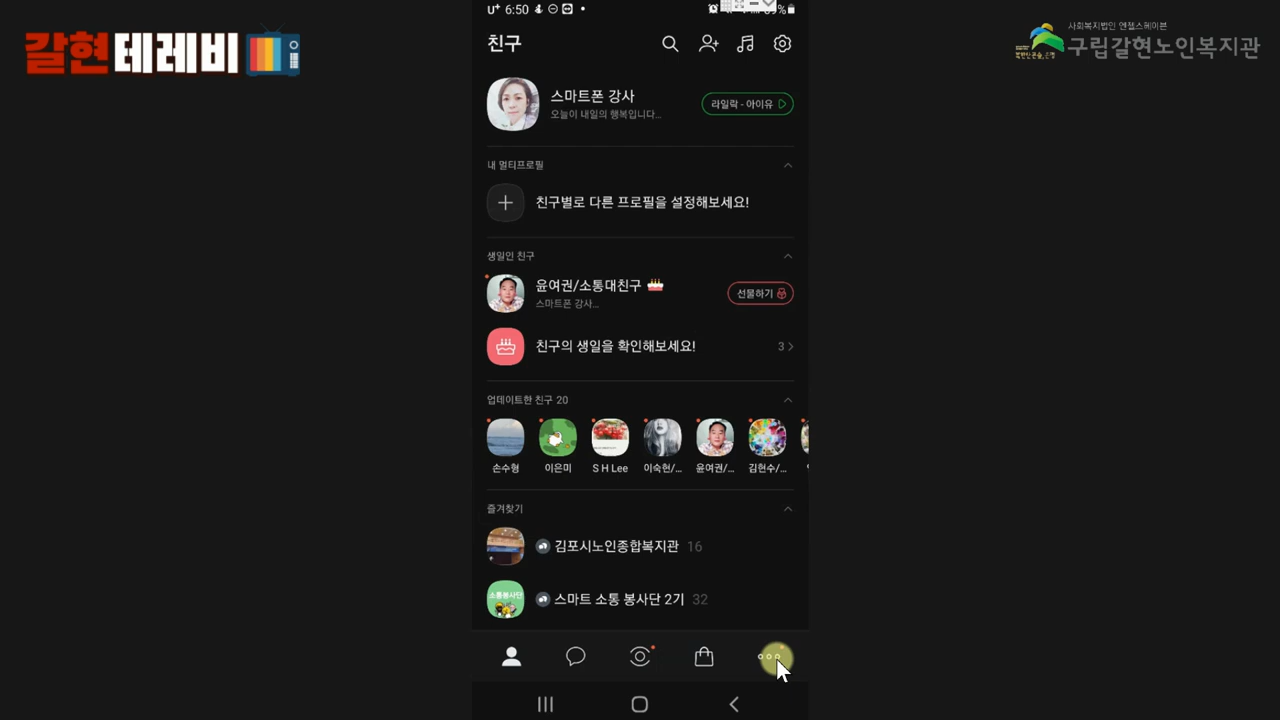 갈현테레비
사회복지법인 엔젤스헤이븐
구립갈현노인복지관
U+ 6:50
친구
스마트폰 강사
오늘이 내일의 행복입니다...
라일락 - 아이유
내 멀티프로필
친구별로 다른 프로필을 설정해보세요!
생일인 친구
윤여권/소통대친구
스마트폰 강사...
선물하기
친구의 생일을 확인해보세요!
3
업데이트한 친구 20
손수형 이은미 S H Lee 이숙현/... 윤여권/... 김현수/...
즐겨찾기
김포시노인종합복지관 16
소통봉사단
스마트 소통 봉사단 2기 32